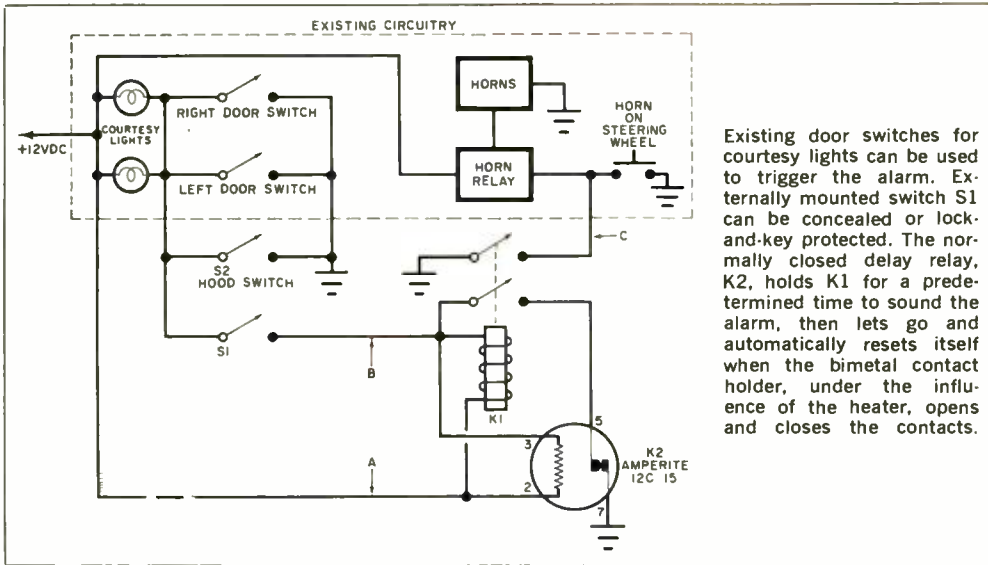 EXISTING CIRCUITRY
HORNS
RIGHT DOOR SWITCH
HORN
ON
STEERING
WHEEL
COURTESY
LIGHTS
+12VDC
HORN
RELAY
LEFT DOOR SWITCH
C
S2
HOOD SWITCH
S1
B
K1
5
3
K2
AMPERITE
12C 15
A
2
7
Existing door switches for
courtesy lights can be used
to trigger the alarm. Ex-
ternally mounted switch S1
can be concealed or lock-
and-key protected. The nor-
mally closed delay relay,
K2, holds K1 for a prede-
termined time to sound the
alarm, then lets go and
automatically resets itself
when the bimetal contact
holder, under the influ-
ence of the heater, opens
and closes the contacts.